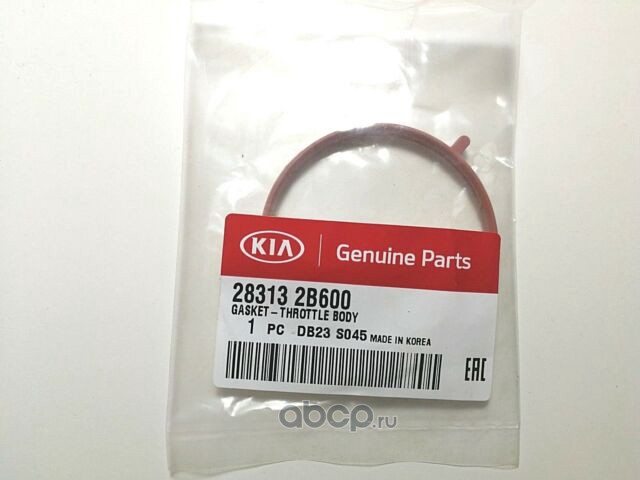 KIA Genuine Parts
28313 2B600
GASKET-THROTTLE BODY
1 PC DB23 S045 MADE IN KOREA
EAC
abcp.ru